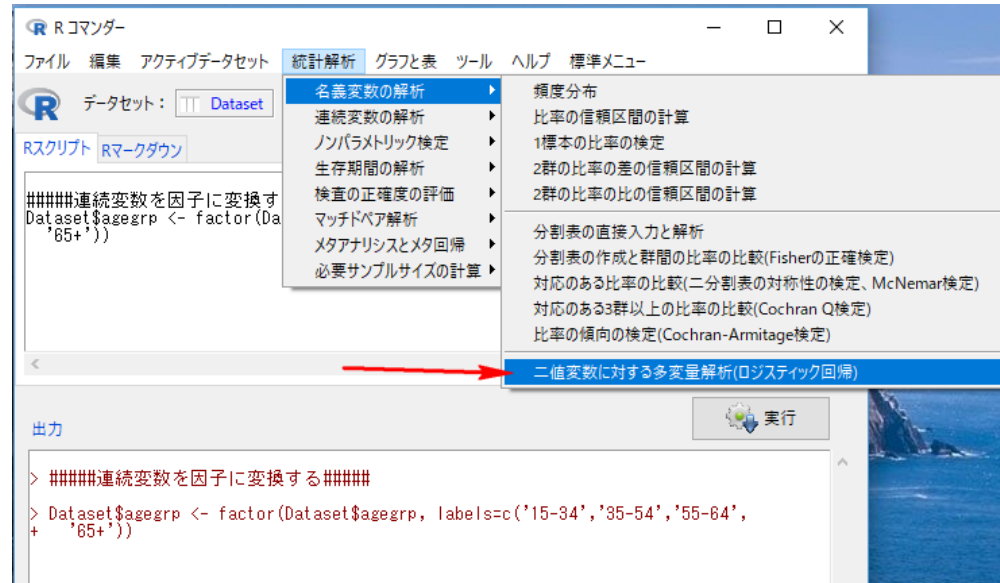 R コマンダー
ファイル 編集 アクティブデータセット 統計解析 グラフと表 ツール ヘルプ 標準メニュー
データセット： Dataset
Rスクリプト Rマークダウン
#####連続変数を因子に変換す
Dataset$agegrp <- factor(Da
'65+'))
名義変数の解析
連続変数の解析
ノンパラメトリック検定
生存期間の解析
検査の正確度の評価
マッチドペア解析
メタアナリシスとメタ回帰
必要サンプルサイズの計算
頻度分布
比率の信頼区間の計算
1標本の比率の検定
2群の比率の差の信頼区間の計算
2群の比率の比の信頼区間の計算
分割表の直接入力と解析
分割表の作成と群間の比率の比較(Fisherの正確検定)
対応のある比率の比較(二分割表の対称性の検定、McNemar検定)
対応のある3群以上の比率の比較(Cochran Q検定)
比率の傾向の検定(Cochran-Armitage検定)
二値変数に対する多変量解析(ロジスティック回帰)
実行
出力
> #####連続変数を因子に変換する#####
> Dataset$agegrp <- factor(Dataset$agegrp, labels=c('15-34','35-54','55-64',
+ '65+'))